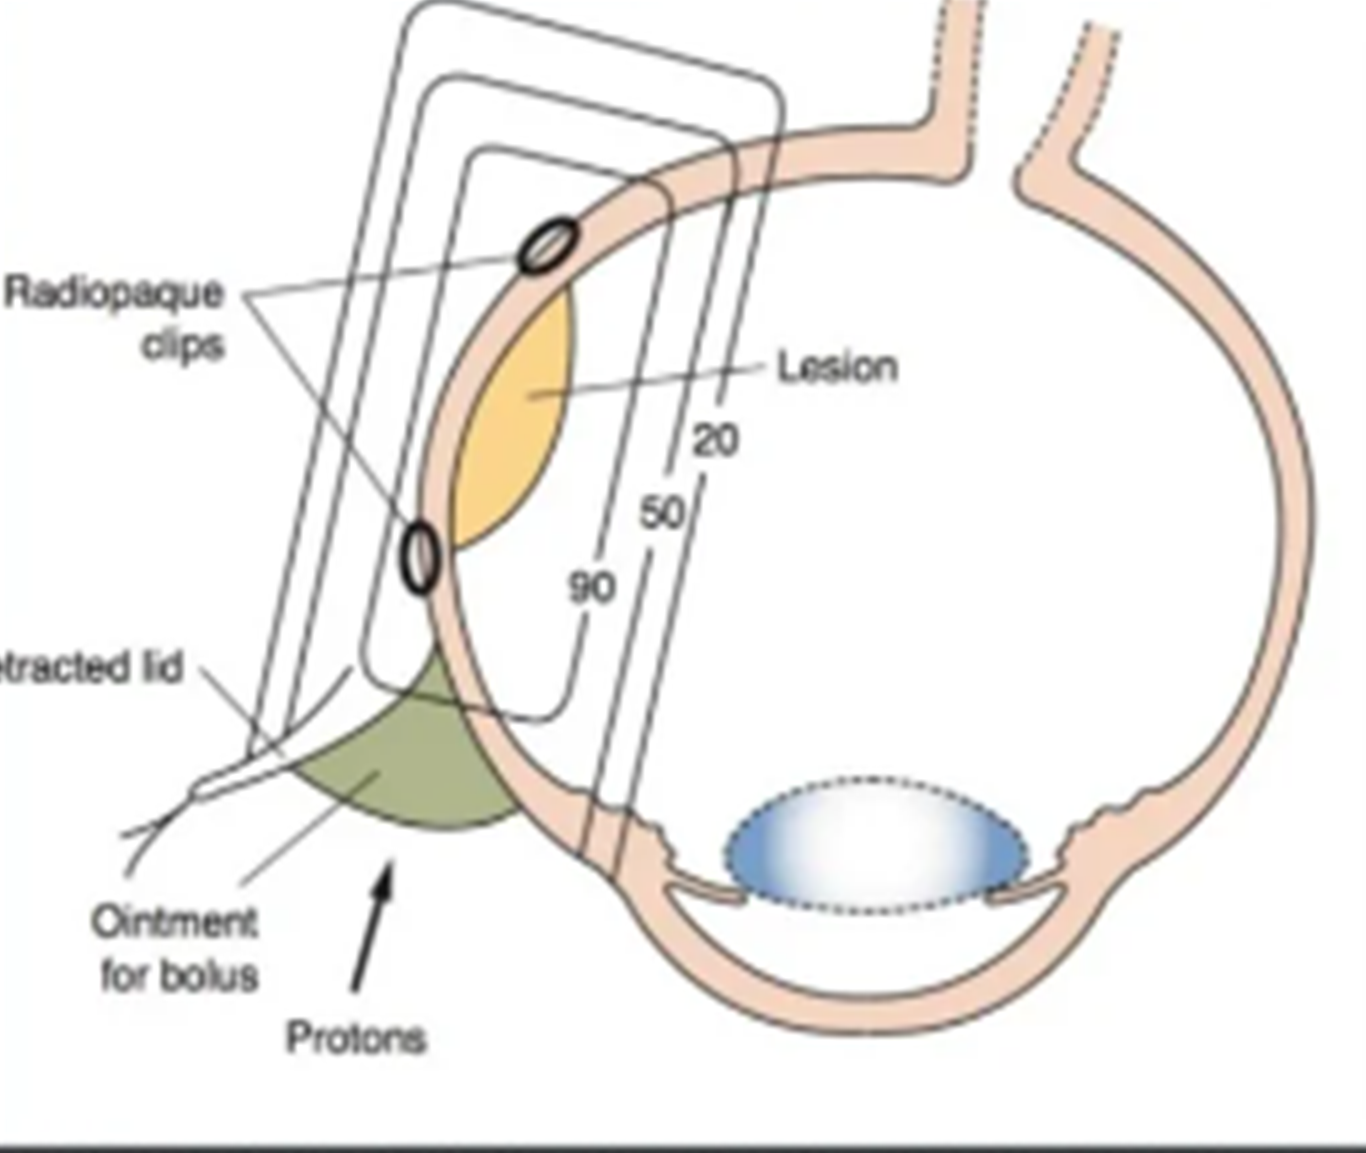 Radiopaque
clips
Lesion
20
50
90
etracted lid
Ointment
for bolus
Protons